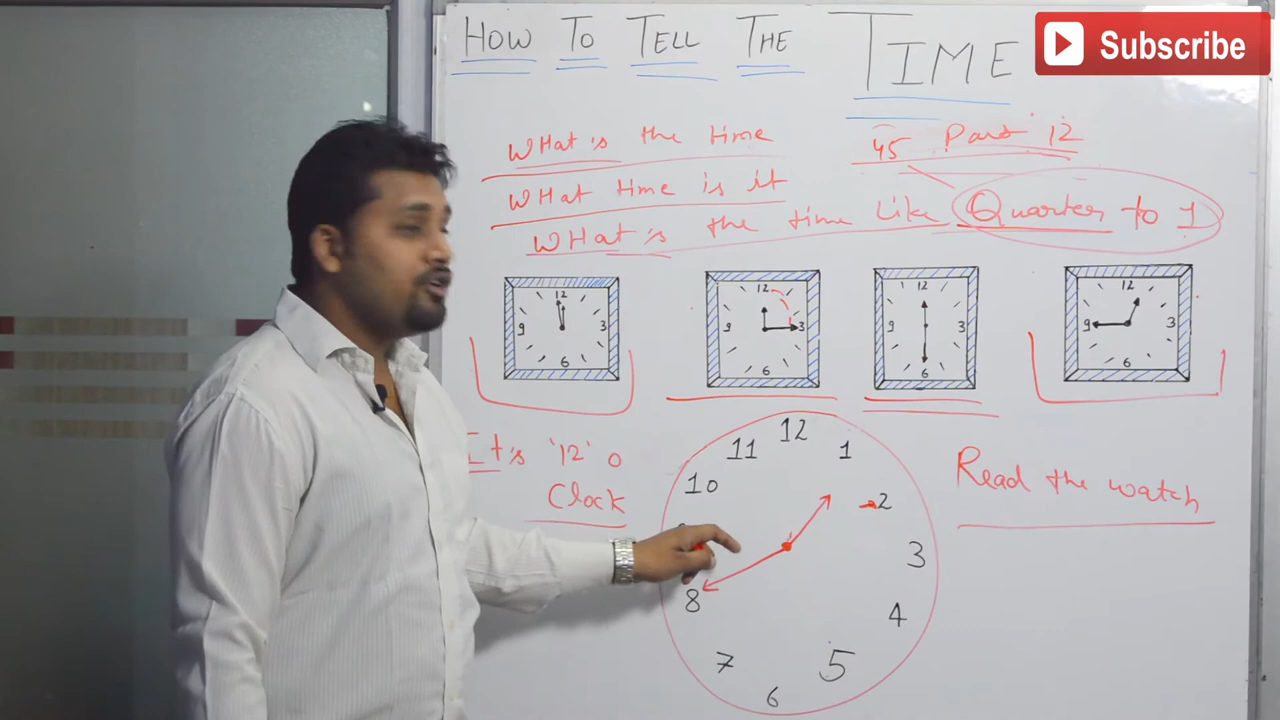 HOW TO TELL THE TIME
Subscribe
WHat is the time
45 Past 12
WHat time is it
WHat is the time Like Quarter to 1
12
9 3
6
12
9 3
6
12
9 3
6
12
9 3
6
It's '12' o
Clock
12
11 1
10 2
3
8 4
7 5
6
Read the watch